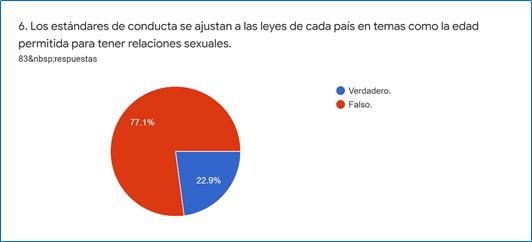 6. Los estándares de conducta se ajustan a las leyes de cada país en temas como la edad
permitida para tener relaciones sexuales.
83&nbsp;respuestas
Verdadero.
Falso.
77.1%
22.9%